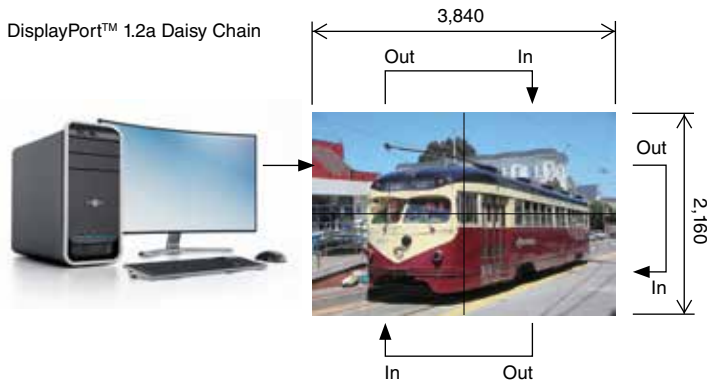 DisplayPort™ 1.2a Daisy Chain
3,840
Out In
Out
2,160
In
In Out